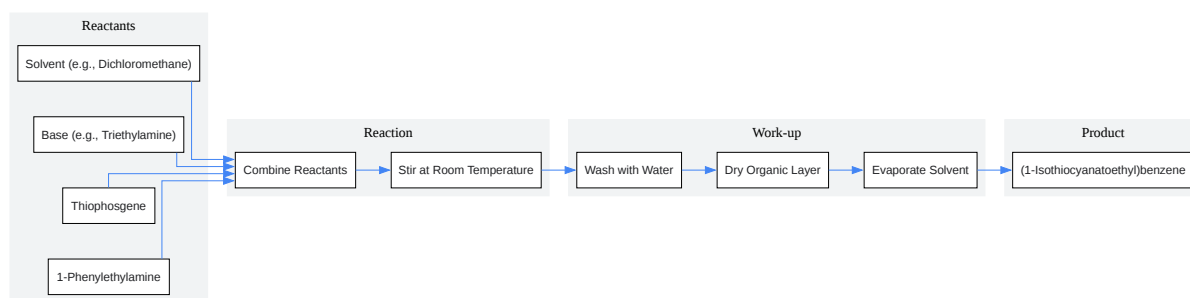 Reactants
Solvent (e.g., Dichloromethane)
Base (e.g., Triethylamine)
Thiophosgene
1-Phenylethylamine
Reaction
Combine Reactants
Stir at Room Temperature
Work-up
Wash with Water
Dry Organic Layer
Evaporate Solvent
Product
(1-Isothiocyanatoethyl)benzene